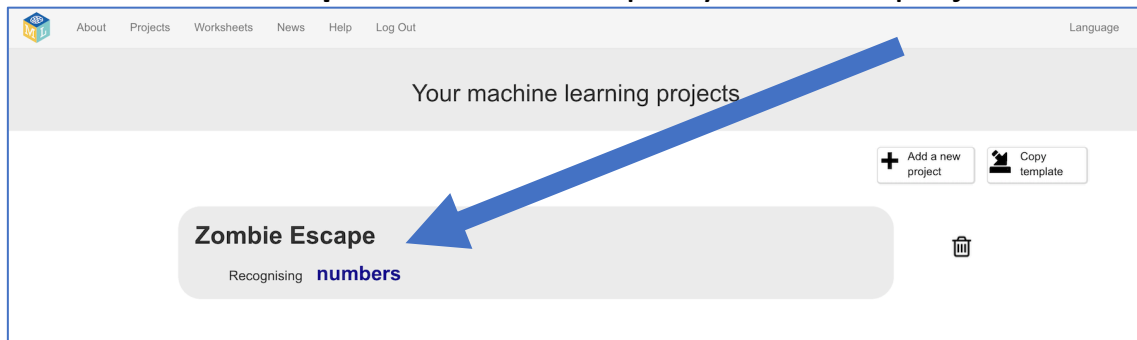 About Projects Worksheets News Help Log Out Language
Your machine learning projects
Add a new
project
Copy
template
Zombie Escape
Recognising numbers